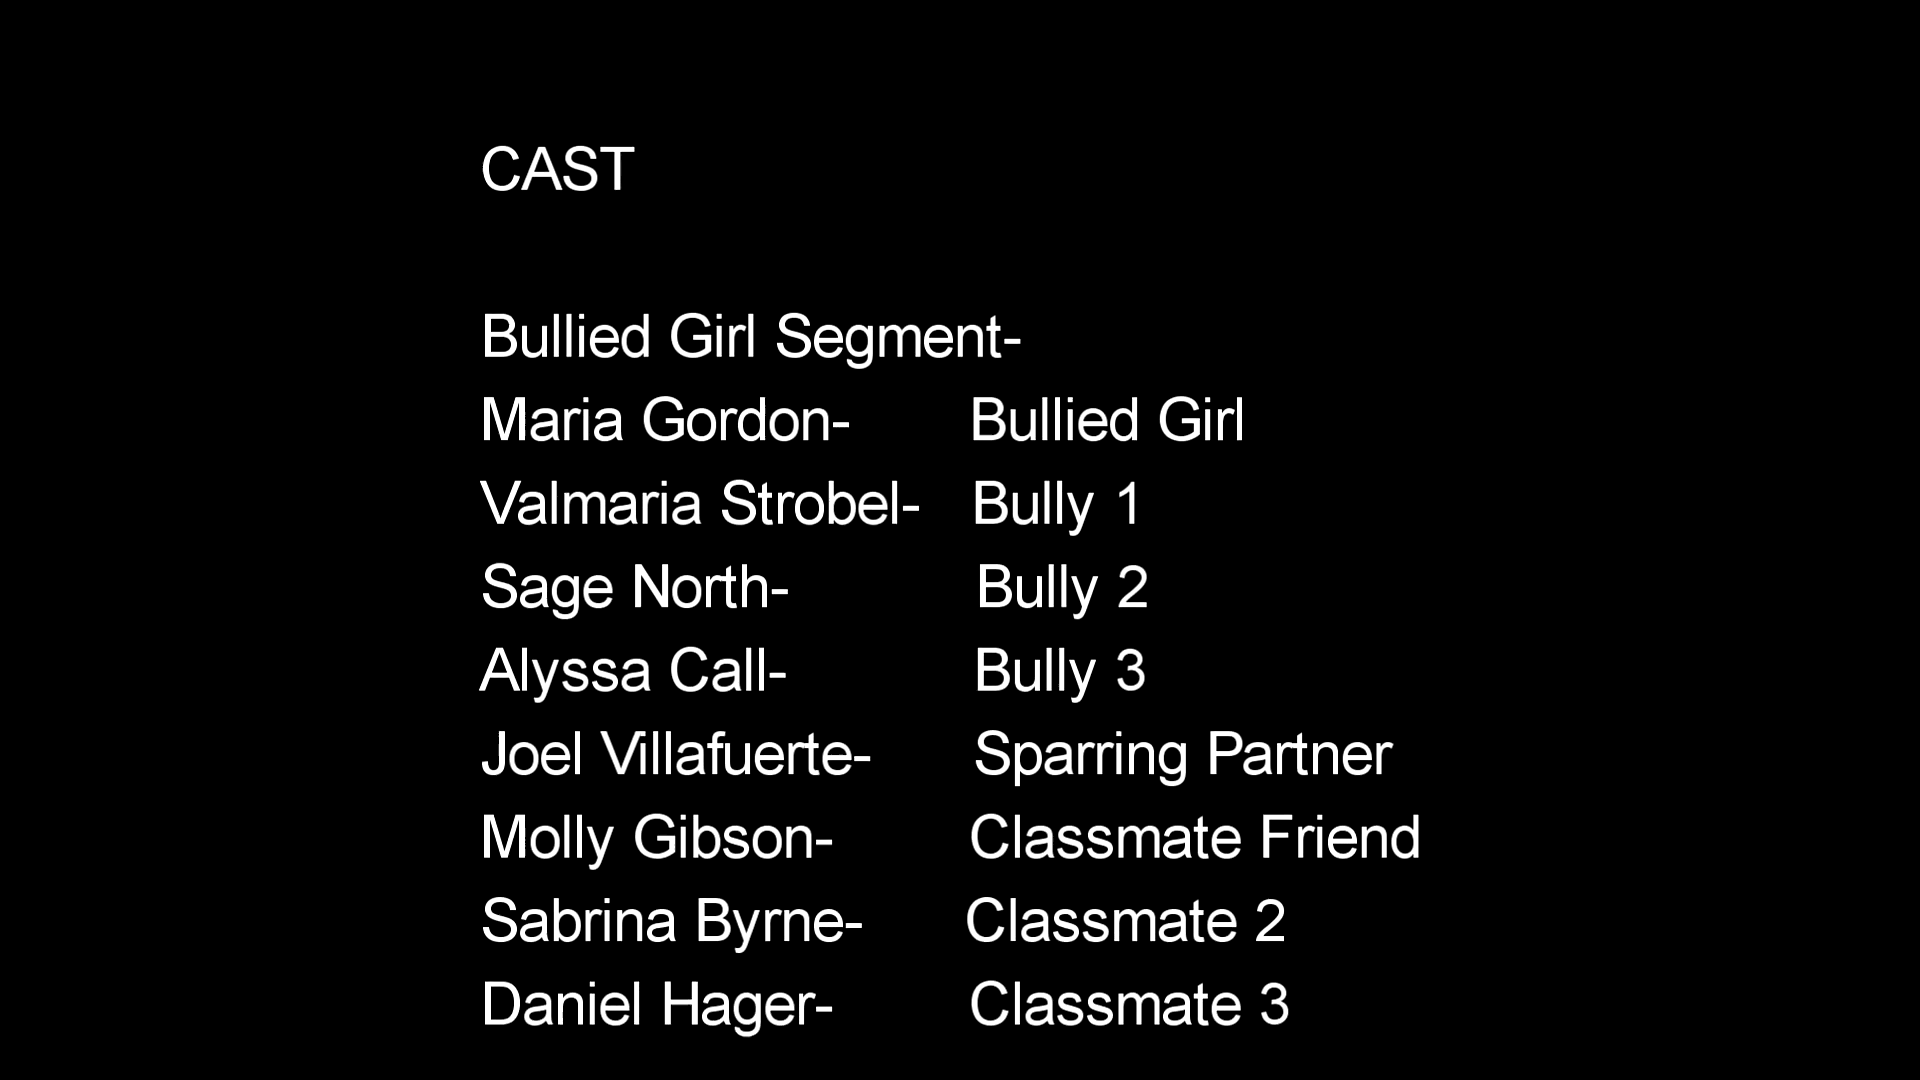 CAST
Bullied Girl Segment-
Maria Gordon- Bullied Girl
Valmaria Strobel- Bully 1
Sage North- Bully 2
Alyssa Call- Bully 3
Joel Villafuerte- Sparring Partner
Molly Gibson- Classmate Friend
Sabrina Byrne- Classmate 2
Daniel Hager- Classmate 3